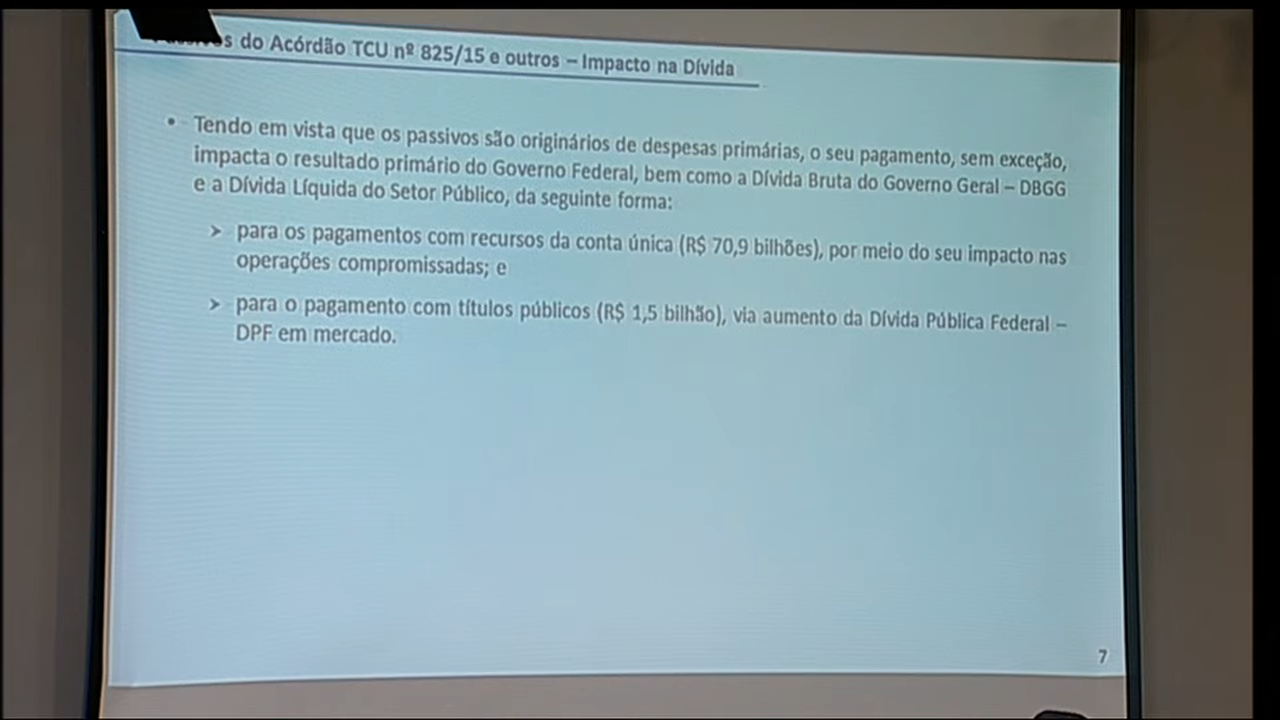 do Acórdão TCU nº 825/15 e outros – Impacto na Dívida
• Tendo em vista que os passivos são originários de despesas primárias, o seu pagamento, sem exceção,
impacta o resultado primário do Governo Federal, bem como a Dívida Bruta do Governo Geral – DBGG
e a Dívida Líquida do Setor Público, da seguinte forma:
➢ para os pagamentos com recursos da conta única (R$ 70,9 bilhões), por meio do seu impacto nas
operações compromissadas; e
➢ para o pagamento com títulos públicos (R$ 1,5 bilhão), via aumento da Dívida Pública Federal –
DPF em mercado.
7